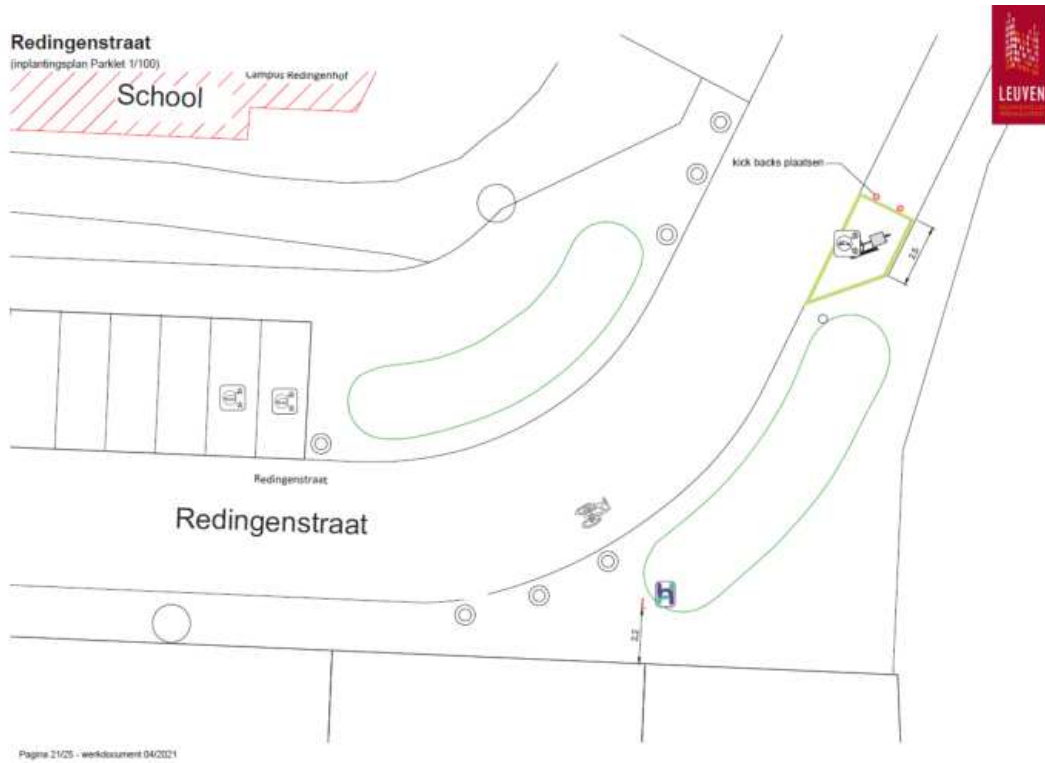 Redingenstraat
(inplantingsplan Parklet 1/100)
Campus Redingenhof
School
LEUVEN
kick backs plaatsen
2,5
Redingenstraat
Redingenstraat
2,2
Pagina 21/25 - werkdocument 04/2021